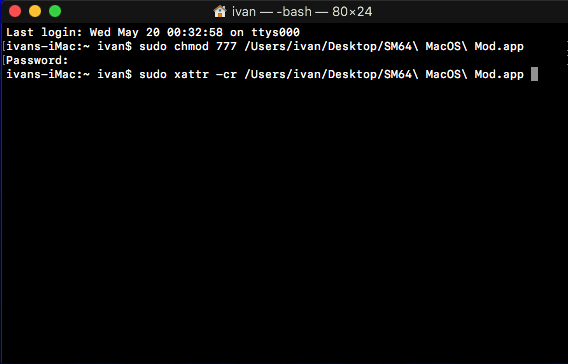 ivan — -bash — 80×24
Last login: Wed May 20 00:32:58 on ttys000
[ivans-iMac:~ ivan$ sudo chmod 777 /Users/ivan/Desktop/SM64\ MacOS\ Mod.app ]
[Password:
ivans-iMac:~ ivan$ sudo xattr -cr /Users/ivan/Desktop/SM64\ MacOS\ Mod.app